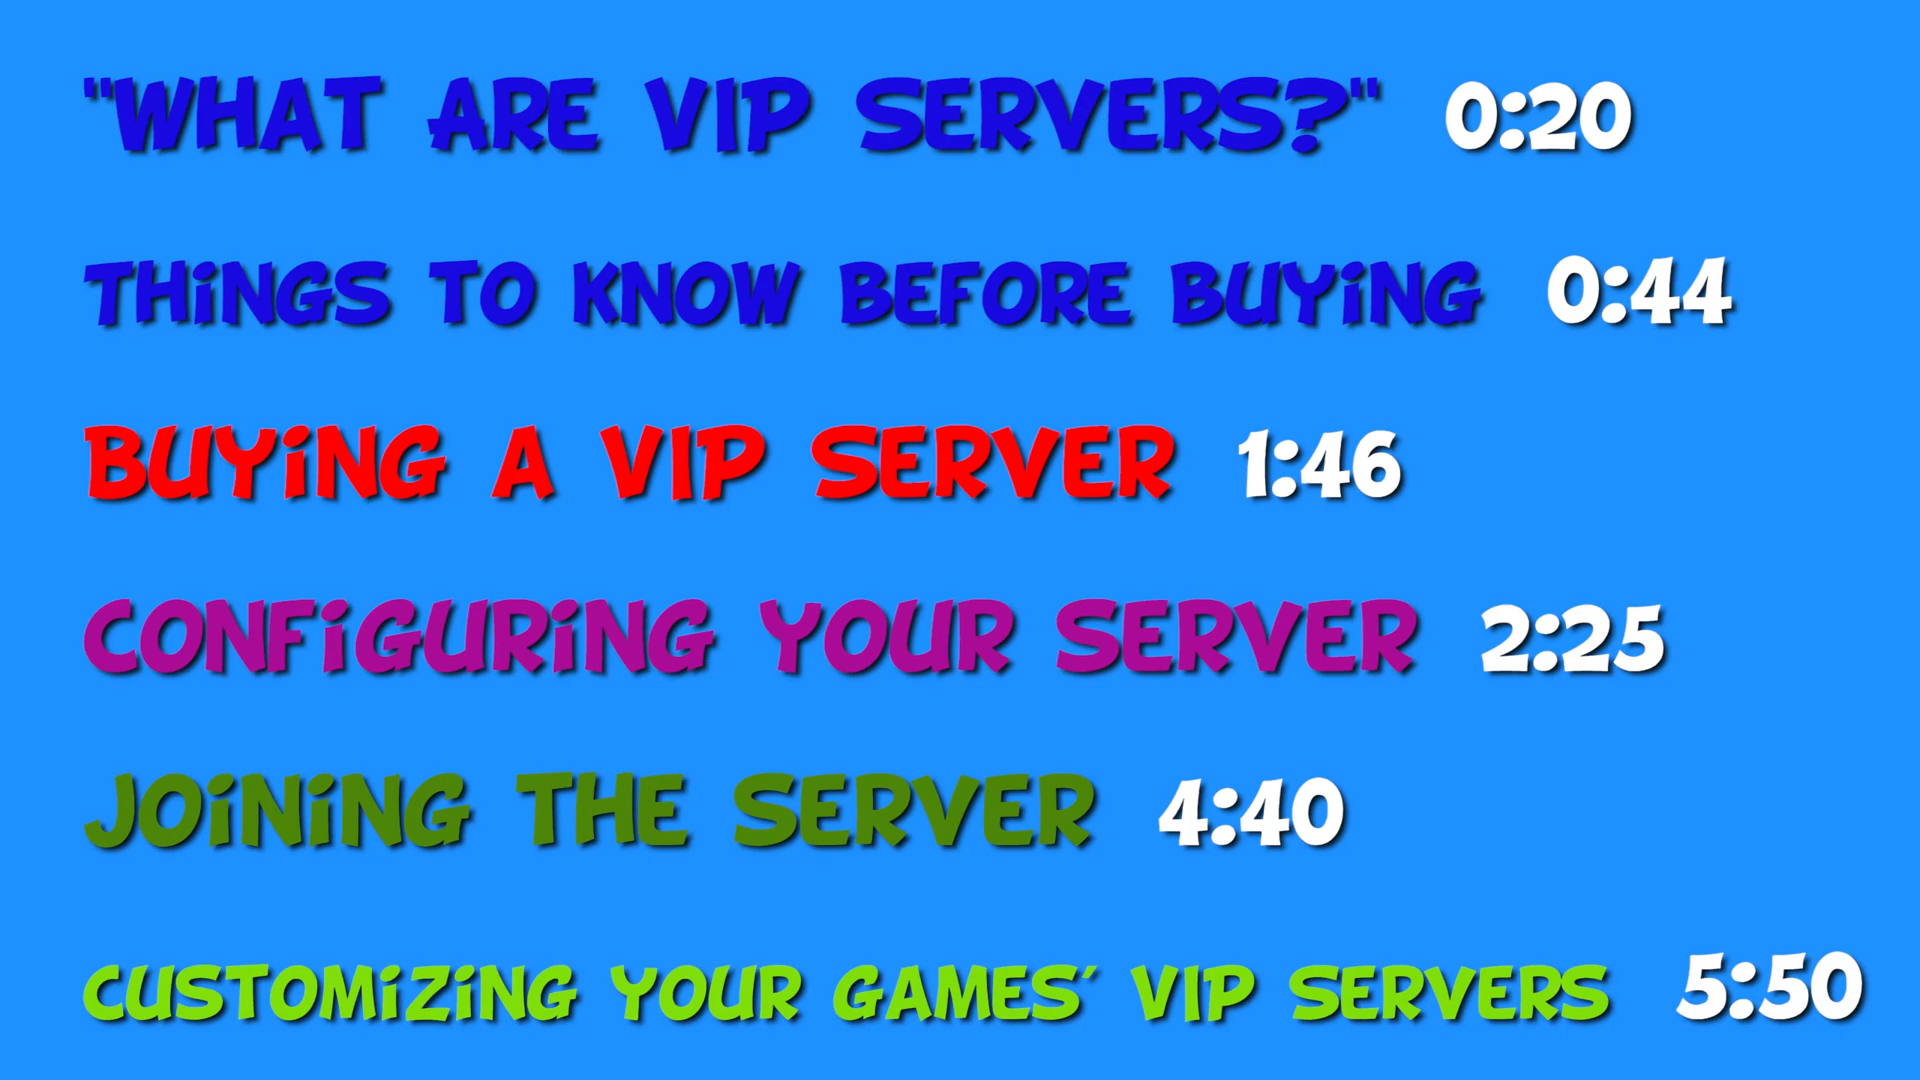 "WHAT ARE VIP SERVERS?" 0:20
THiNGS TO KNOW BEFORE BUYiNG 0:44
BUYiNG A VIP SERVER 1:46
CONFiGURiNG YOUR SERVER 2:25
JOiNiNG THE SERVER 4:40
CUSTOMiZiNG YOUR GAMES' VIP SERVERS 5:50